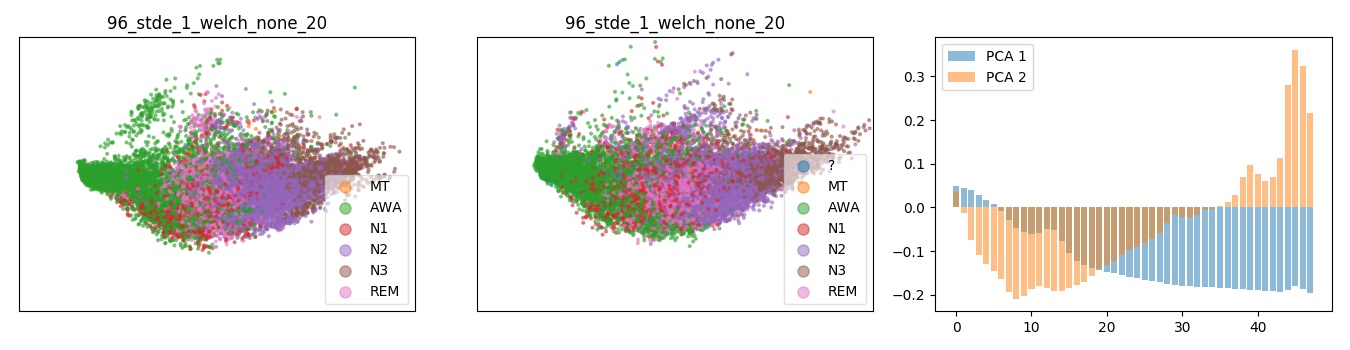 96_stde_1_welch_none_20
MT
AWA
N1
N2
N3
REM
96_stde_1_welch_none_20
?
MT
AWA
N1
N2
N3
REM
PCA 1
PCA 2
0.3
0.2
0.1
0.0
−0.1
−0.2
0 10 20 30 40